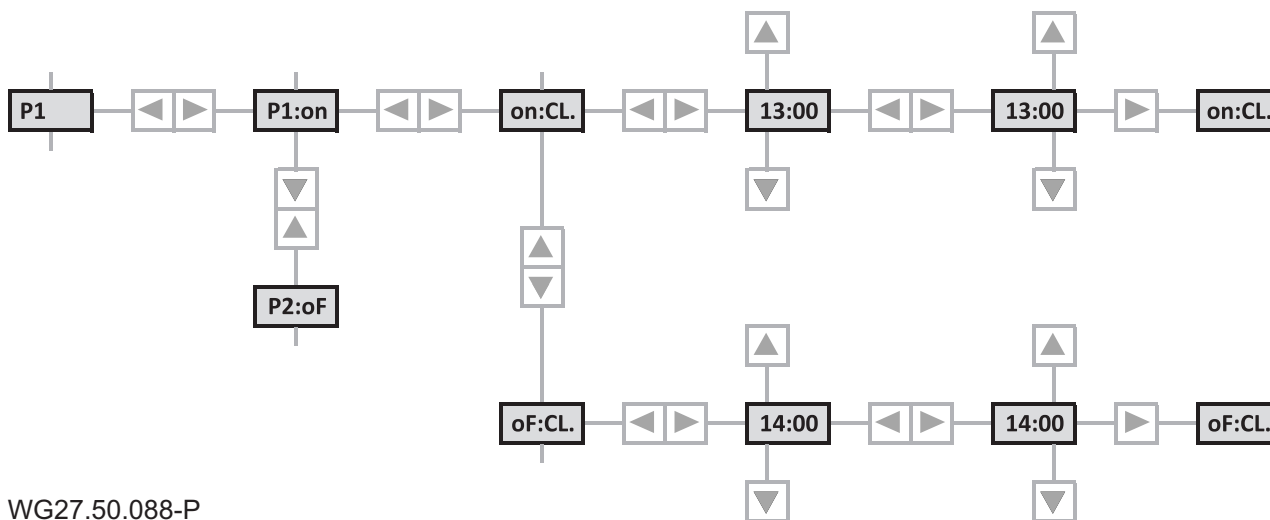 P1 P1:on on:CL. 13:00 13:00 on:CL.
P2:oF
oF:CL. 14:00 14:00 oF:CL.
WG27.50.088-P